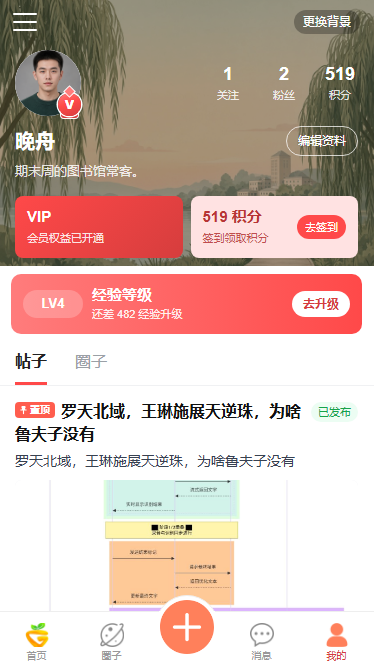 更换背景
1 2 519
关注 粉丝 积分
晚舟
编辑资料
期末周的图书馆常客。
VIP
会员权益已开通
519 积分
签到领取积分
去签到
LV4
经验等级
还差 482 经验升级
去升级
帖子 圈子
置顶 罗天北域，王琳施展天逆珠，为啥
鲁夫子没有
已发布
罗天北域，王琳施展天逆珠，为啥鲁夫子没有
首页 圈子 消息 我的